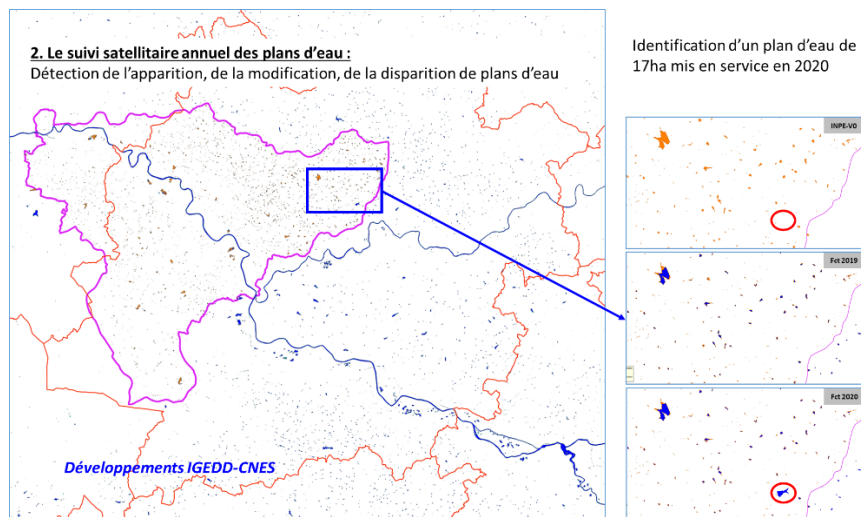 2. Le suivi satellitaire annuel des plans d'eau :
Détection de l'apparition, de la modification, de la disparition de plans d'eau
Identification d'un plan d'eau de
17ha mis en service en 2020
INPE-V0
Fct 2019
Fct 2020
Développements IGEDD-CNES